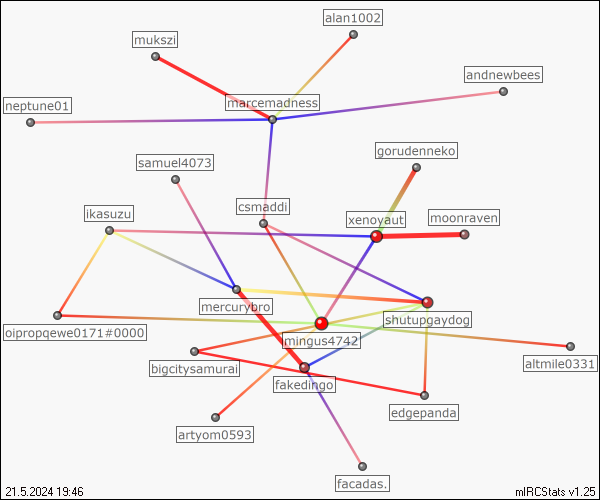 alan1002
mukszi
andnewbees
marcemadness
neptune01
gorudenneko
samuel4073
csmaddi
ikasuzu
xenoyaut
moonraven
mercurybro
shutupgaydog
oipropqewe0171#0000
mingus4742
altmile0331
bigcitysamurai
fakedingo
edgepanda
artyom0593
facadas.
21.5.2024 19:46
mIRCStats v1.25